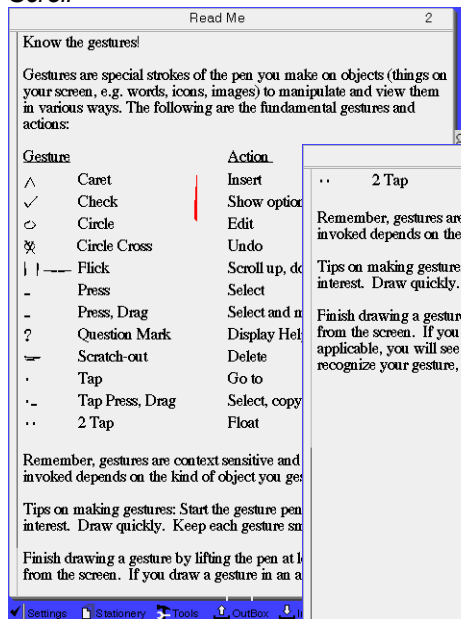 Scroll
Read Me 2
Know the gestures!
Gestures are special strokes of the pen you make on objects (things on
your screen, e.g. words, icons, images) to manipulate and view them
in various ways. The following are the fundamental gestures and
actions:
Gesture Action
Caret Insert
Check Show option
Circle Edit
Circle Cross Undo
Flick Scroll up, do
Press Select
Press, Drag Select and m
? Question Mark Display Hel
Scratch-out Delete
Tap Go to
Tap Press, Drag Select, copy
2 Tap Float
Remember, gestures are context sensitive and
invoked depends on the kind of object you ges
Tips on making gestures: Start the gesture pen
interest. Draw quickly. Keep each gesture sm
Finish drawing a gesture by lifting the pen at l
from the screen. If you draw a gesture in an a
2 Tap
Remember, gestures are
invoked depends on the
Tips on making gesture
interest. Draw quickly.
Finish drawing a gesture
from the screen. If you
applicable, you will see
recognize your gesture,
Settings Stationery Tools OutBox